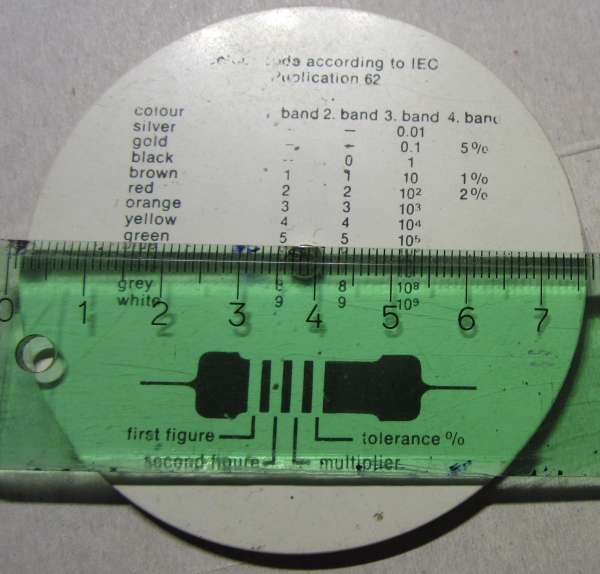 according to IEC
Publication 62
colour band 2. band 3. band 4. band
silver - – 0.01
gold - – 0.1 5%
black -- 0 1
brown 1 1 10 1%
red 2 2 10² 2%
orange 3 3 10³
yellow 4 4 10⁴
green 5 5 10⁵
grey 8 8 10⁸
white 9 9 10⁹
0 1 2 3 4 5 6 7
first figure tolerance %
second figure multiplier